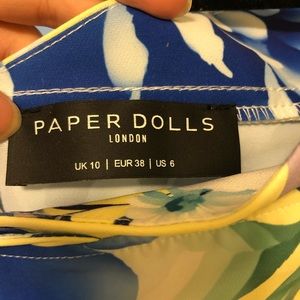 PAPER DOLLS
LONDON
UK 10 | EUR 38 | US 6